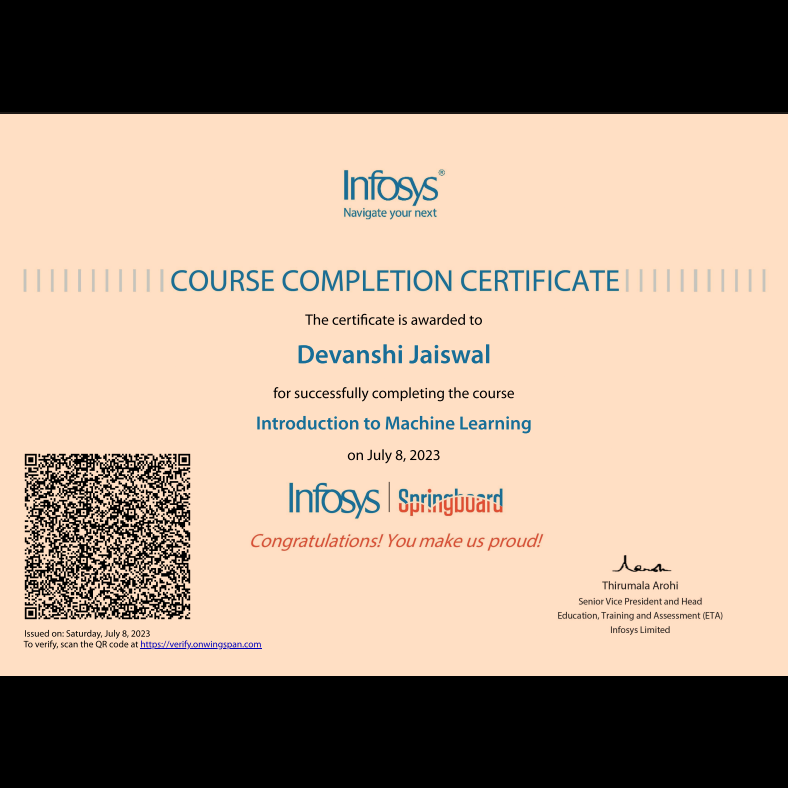 Infosys®
Navigate your next
COURSE COMPLETION CERTIFICATE
The certificate is awarded to
Devanshi Jaiswal
for successfully completing the course
Introduction to Machine Learning
on July 8, 2023
Infosys | Springboard
Congratulations! You make us proud!
Thirumala Arohi
Senior Vice President and Head
Education, Training and Assessment (ETA)
Infosys Limited
Issued on: Saturday, July 8, 2023
To verify, scan the QR code at https://verify.onwingspan.com